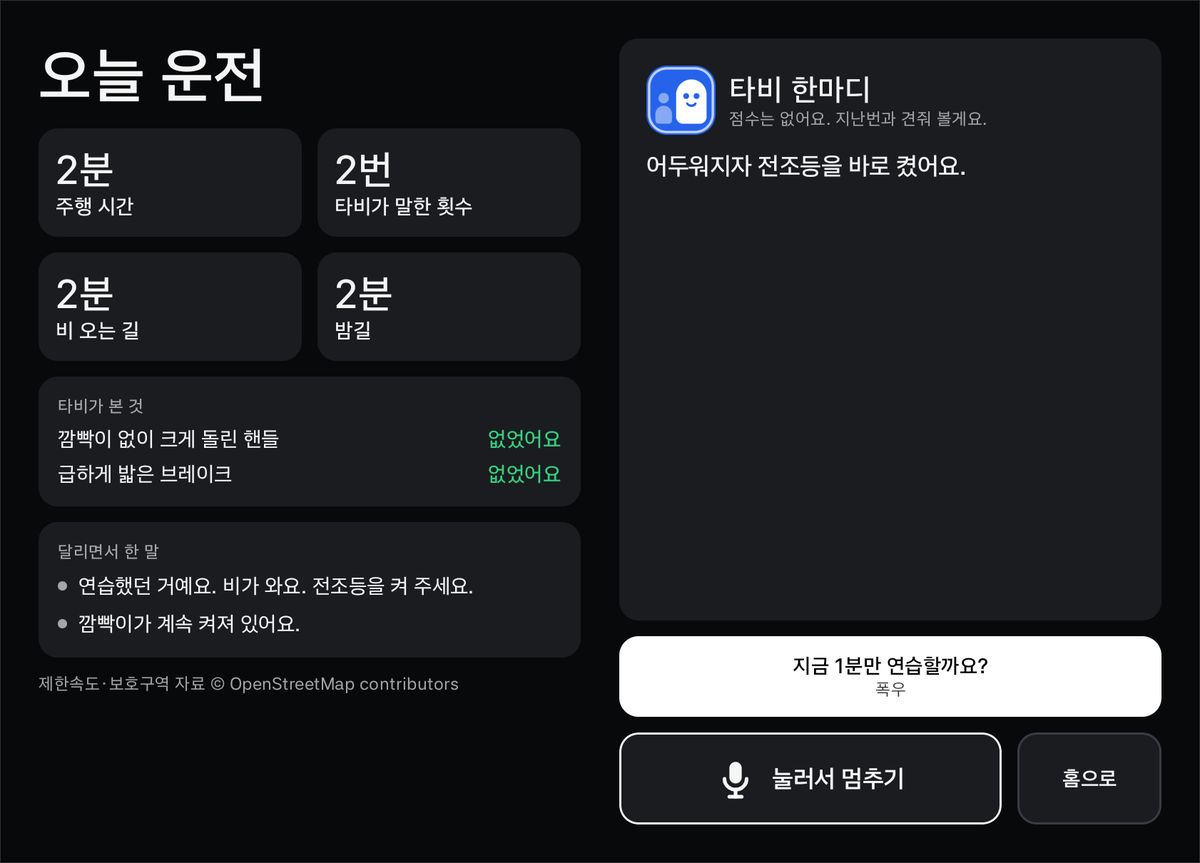 오늘 운전
2분
주행 시간
2번
타비가 말한 횟수
2분
비 오는 길
2분
밤길
타비가 본 것
깜빡이 없이 크게 돌린 핸들 없었어요
급하게 밟은 브레이크 없었어요
달리면서 한 말
연습했던 거예요. 비가 와요. 전조등을 켜 주세요.
깜빡이가 계속 켜져 있어요.
제한속도·보호구역 자료 © OpenStreetMap contributors
타비 한마디
점수는 없어요. 지난번과 견줘 볼게요.
어두워지자 전조등을 바로 켰어요.
지금 1분만 연습할까요?
폭우
눌러서 멈추기
홈으로